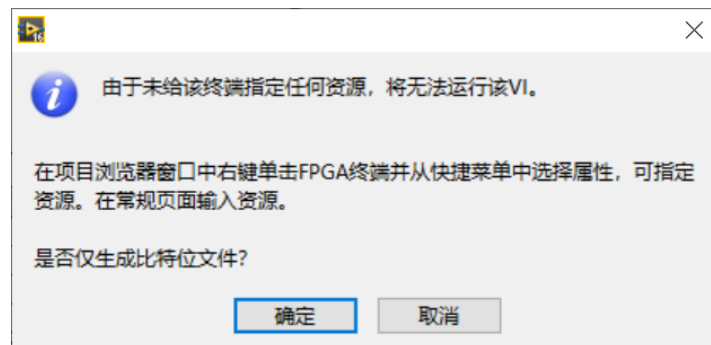 由于未给该终端指定任何资源，将无法运行该VI。
在项目浏览器窗口中右键单击FPGA终端并从快捷菜单中选择属性，可指定
资源。在常规页面输入资源。
是否仅生成比特位文件?
确定
取消